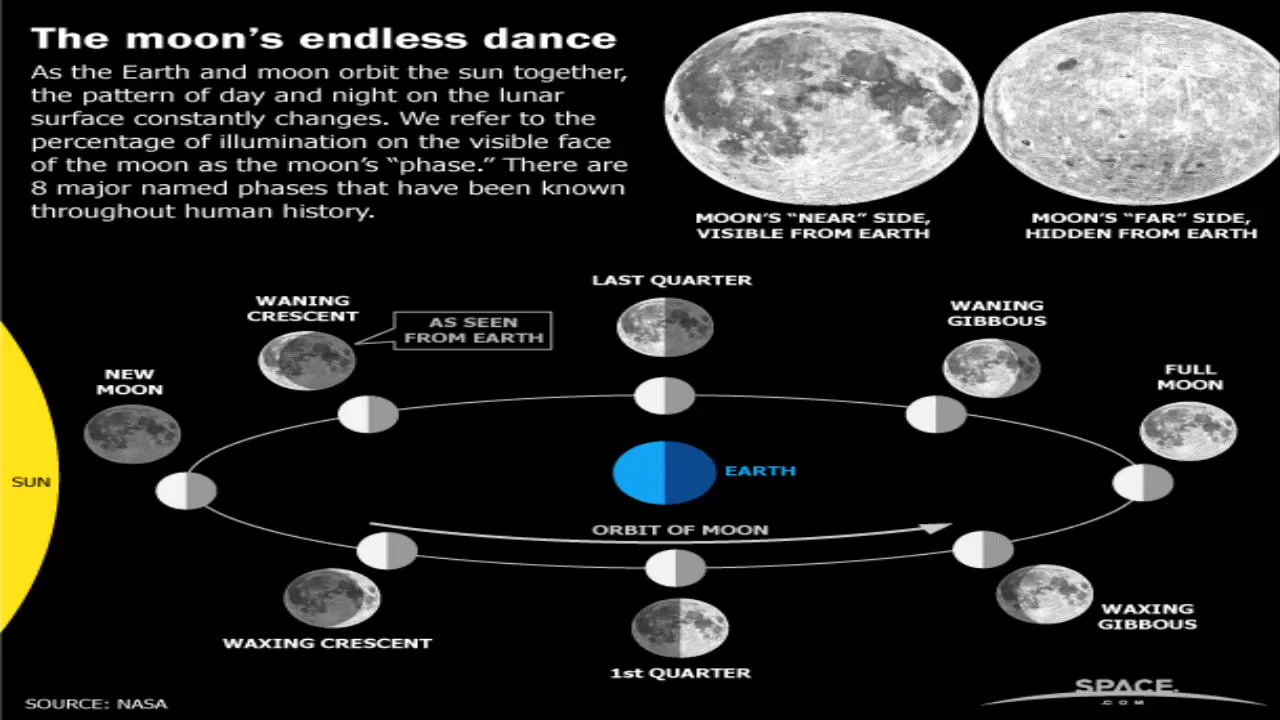 The moon's endless dance
As the Earth and moon orbit the sun together,
the pattern of day and night on the lunar
surface constantly changes. We refer to the
percentage of illumination on the visible face
of the moon as the moon's “phase.” There are
8 major named phases that have been known
throughout human history.
MOON'S “NEAR” SIDE,
VISIBLE FROM EARTH
MOON'S “FAR” SIDE,
HIDDEN FROM EARTH
LAST QUARTER
WANING
CRESCENT
AS SEEN
FROM EARTH
WANING
GIBBOUS
NEW
MOON
FULL
MOON
SUN
EARTH
ORBIT OF MOON
WAXING CRESCENT
1st QUARTER
WAXING
GIBBOUS
SOURCE: NASA
SPACE
.COM